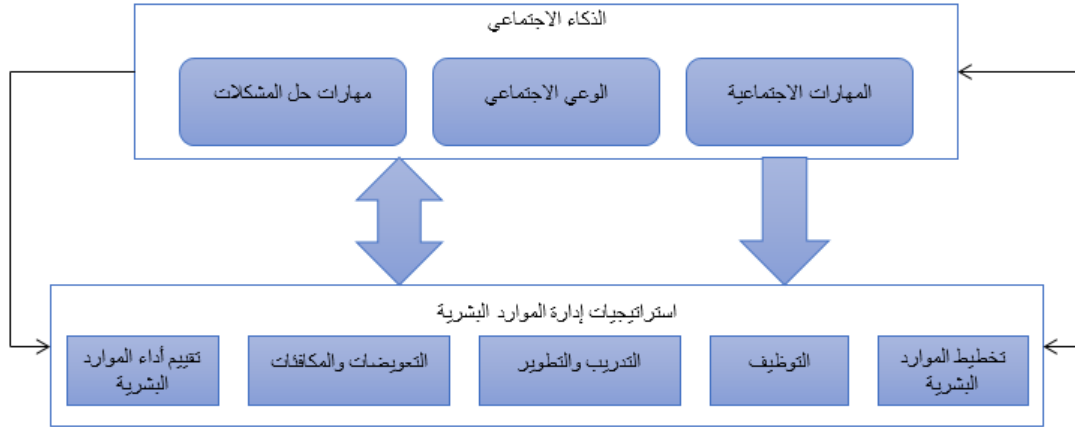 الذكاء الاجتماعي
المهارات الاجتماعية
الوعي الاجتماعي
مهارات حل المشكلات
استراتيجيات إدارة الموارد البشرية
تخطيط الموارد
البشرية
التوظيف
التدريب والتطوير
التعويضات والمكافئات
تقييم أداء الموارد
البشرية